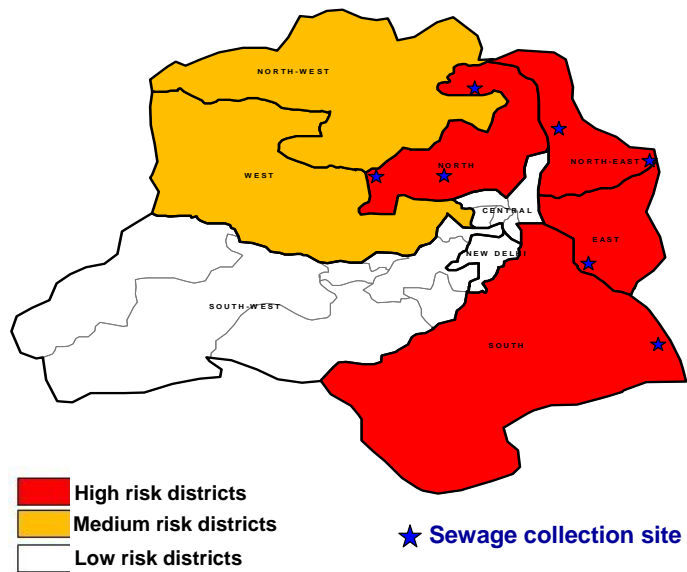 NORTH-WEST
NORTH-EAST
NORTH
WEST
CENTRAL
EAST
NEW DELHI
SOUTH-WEST
SOUTH
High risk districts
Medium risk districts
Sewage collection site
Low risk districts